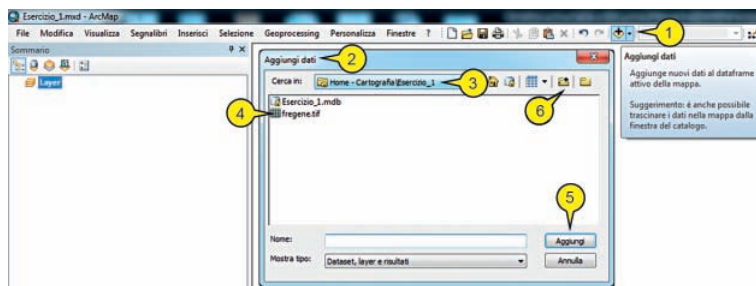 Esercizio_1.mxd - ArcMap
File Modifica Visualizza Segnalibri Inserisci Selezione Geoprocessing Personalizza Finestre ?
1
Sommario
Layer
Aggiungi dati
2
Cerca in: Home - Cartografia\Esercizio_1
3
Esercizio_1.mdb
4
fregene.tif
6
5
Nome:
Aggiungi
Mostra tipo: Dataset, layer e risultati
Annulla
Aggiungi dati
Aggiunge nuovi dati al dataframe
attivo della mappa.
Suggerimento: é anche possibile
trascinare i dati nella mappa dalla
finestra del catalogo.